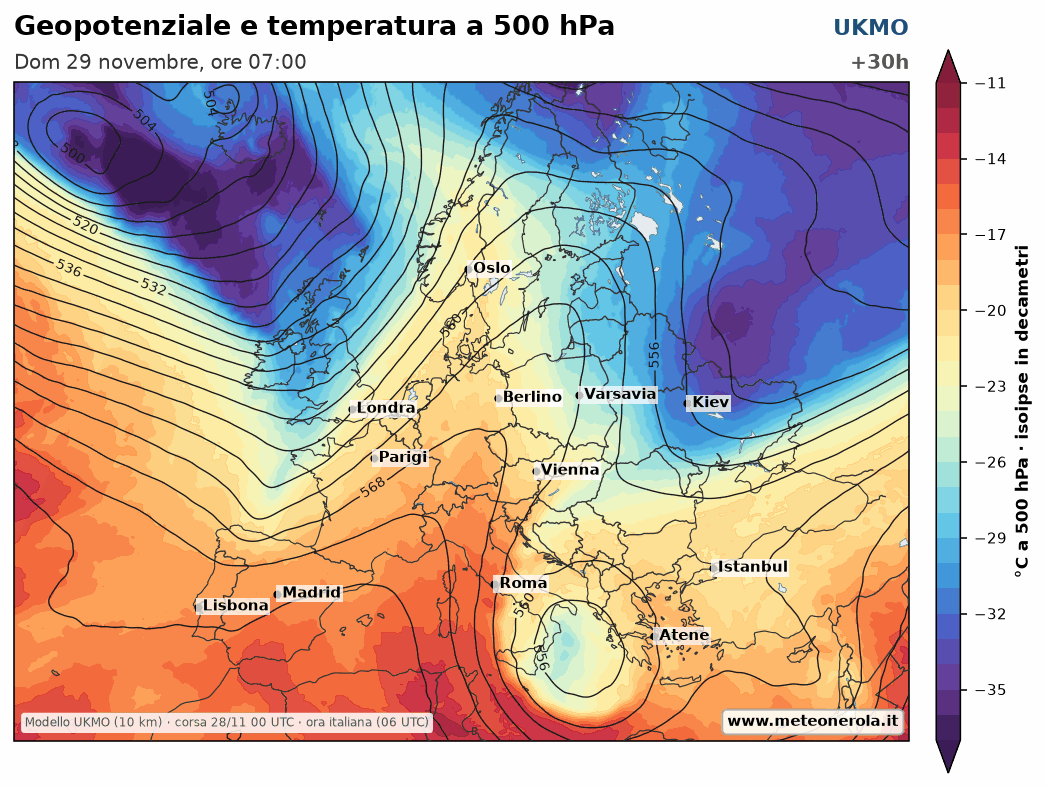 Geopotenziale e temperatura a 500 hPa
UKMO
Dom 29 novembre, ore 07:00
+30h
504
504
500
520
536
532
560
556
568
560
556
Oslo
Berlino
Varsavia
Kiev
Londra
Parigi
Vienna
Istanbul
Roma
Madrid
Lisbona
Atene
Modello UKMO (10 km) · corsa 28/11 00 UTC · ora italiana (06 UTC)
www.meteonerola.it
−11
−14
−17
−20
−23
−26
−29
−32
−35
°C a 500 hPa · isoipse in decametri